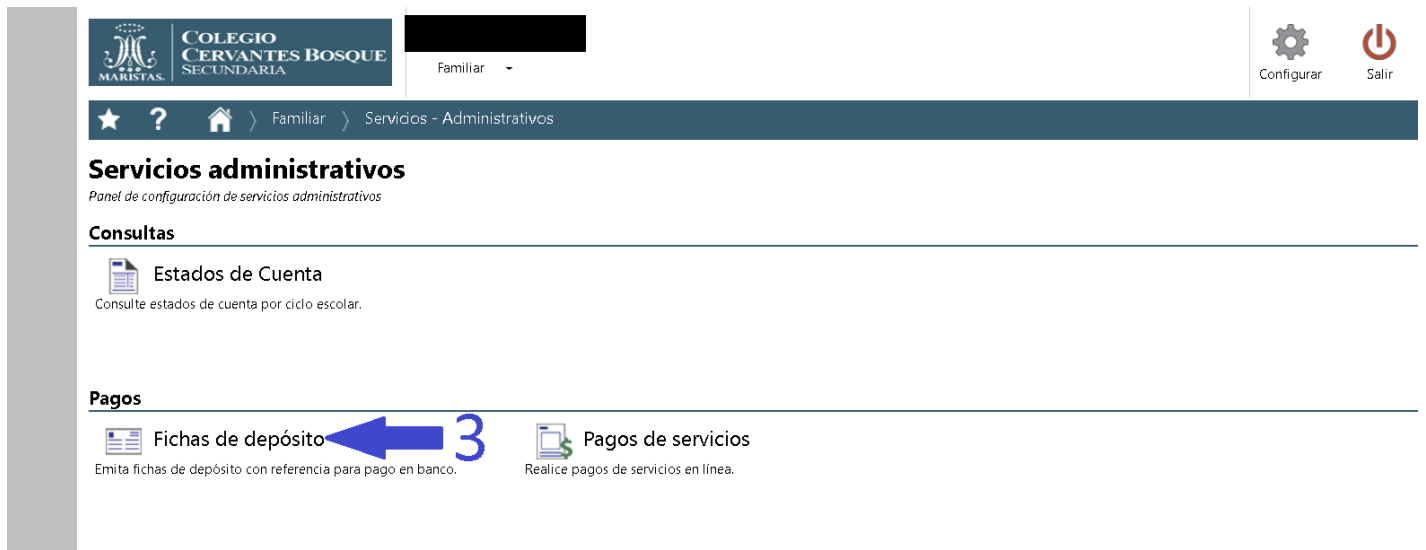 COLEGIO
CERVANTES BOSQUE
SECUNDARIA
MARISTAS.
Familiar
Configurar
Salir
? 〉 Familiar 〉 Servicios - Administrativos
Servicios administrativos
Panel de configuración de servicios administrativos
Consultas
Estados de Cuenta
Consulte estados de cuenta por ciclo escolar.
Pagos
Fichas de depósito 3
Emita fichas de depósito con referencia para pago en banco.
Pagos de servicios
Realice pagos de servicios en línea.